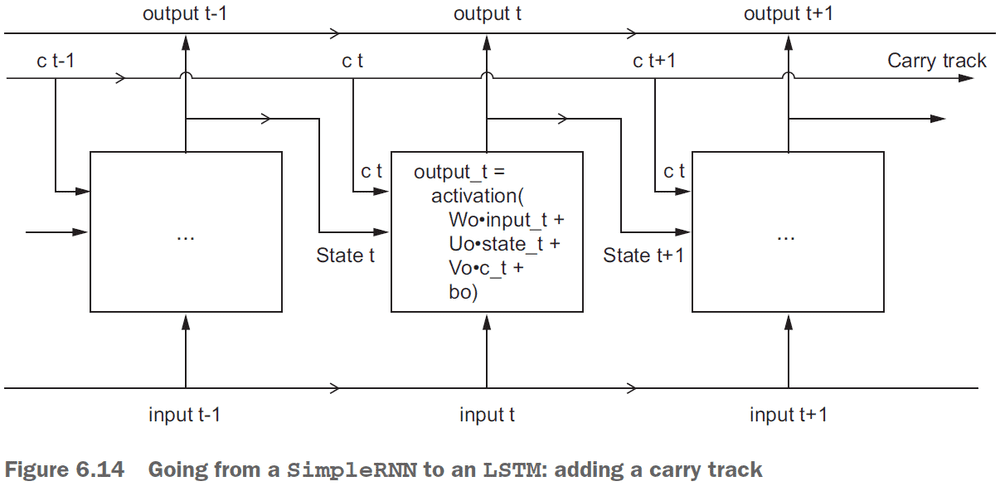 output t-1
output t
output t+1
c t-1
c t
c t+1
Carry track
c t
c t
output_t =
activation(
Wo•input_t +
Uo•state_t +
Vo•c_t +
bo)
...
...
State t
State t+1
input t-1
input t
input t+1
Figure 6.14 Going from a SimpleRNN to an LSTM: adding a carry track